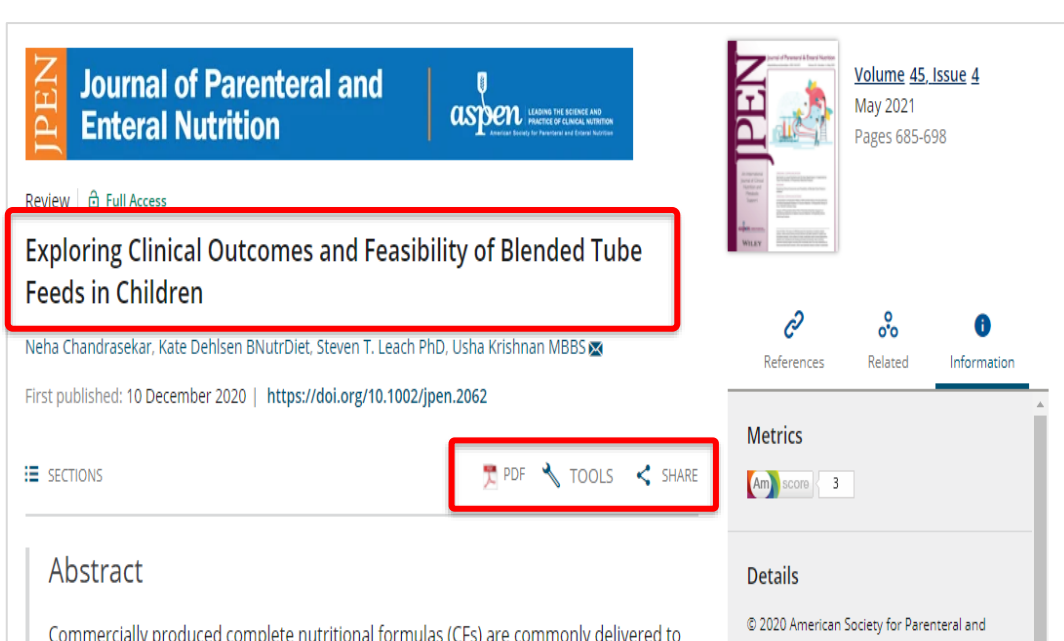 JPEN
Journal of Parenteral and
Enteral Nutrition
aspen
LEADING THE SCIENCE AND
PRACTICE OF CLINICAL NUTRITION
American Society for Parenteral and Enteral Nutrition
Review Full Access
Exploring Clinical Outcomes and Feasibility of Blended Tube
Feeds in Children
Neha Chandrasekar, Kate Dehlsen BNutrDiet, Steven T. Leach PhD, Usha Krishnan MBBS
First published: 10 December 2020 | https://doi.org/10.1002/jpen.2062
SECTIONS
PDF TOOLS SHARE
Abstract
Commercially produced complete nutritional formulas (CFs) are commonly delivered to
JPEN
WILEY
Volume 45, Issue 4
May 2021
Pages 685-698
References Related Information
Metrics
Am score 3
Details
© 2020 American Society for Parenteral and